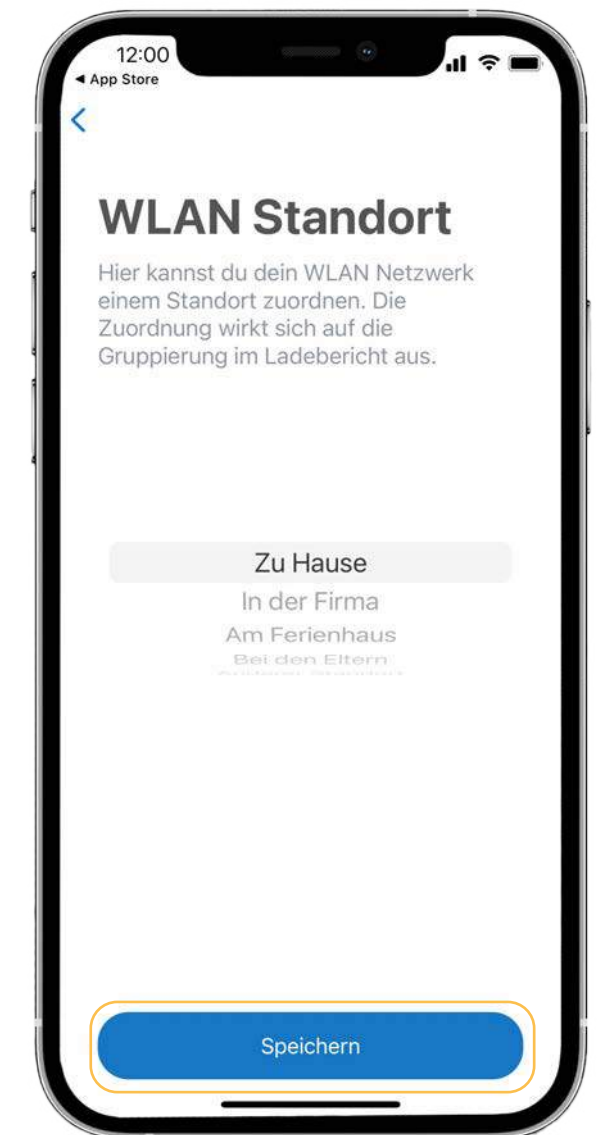 12:00
App Store
WLAN Standort
Hier kannst du dein WLAN Netzwerk
einem Standort zuordnen. Die
Zuordnung wirkt sich auf die
Gruppierung im Ladebericht aus.
Zu Hause
In der Firma
Am Ferienhaus
Bei den Eltern
Speichern